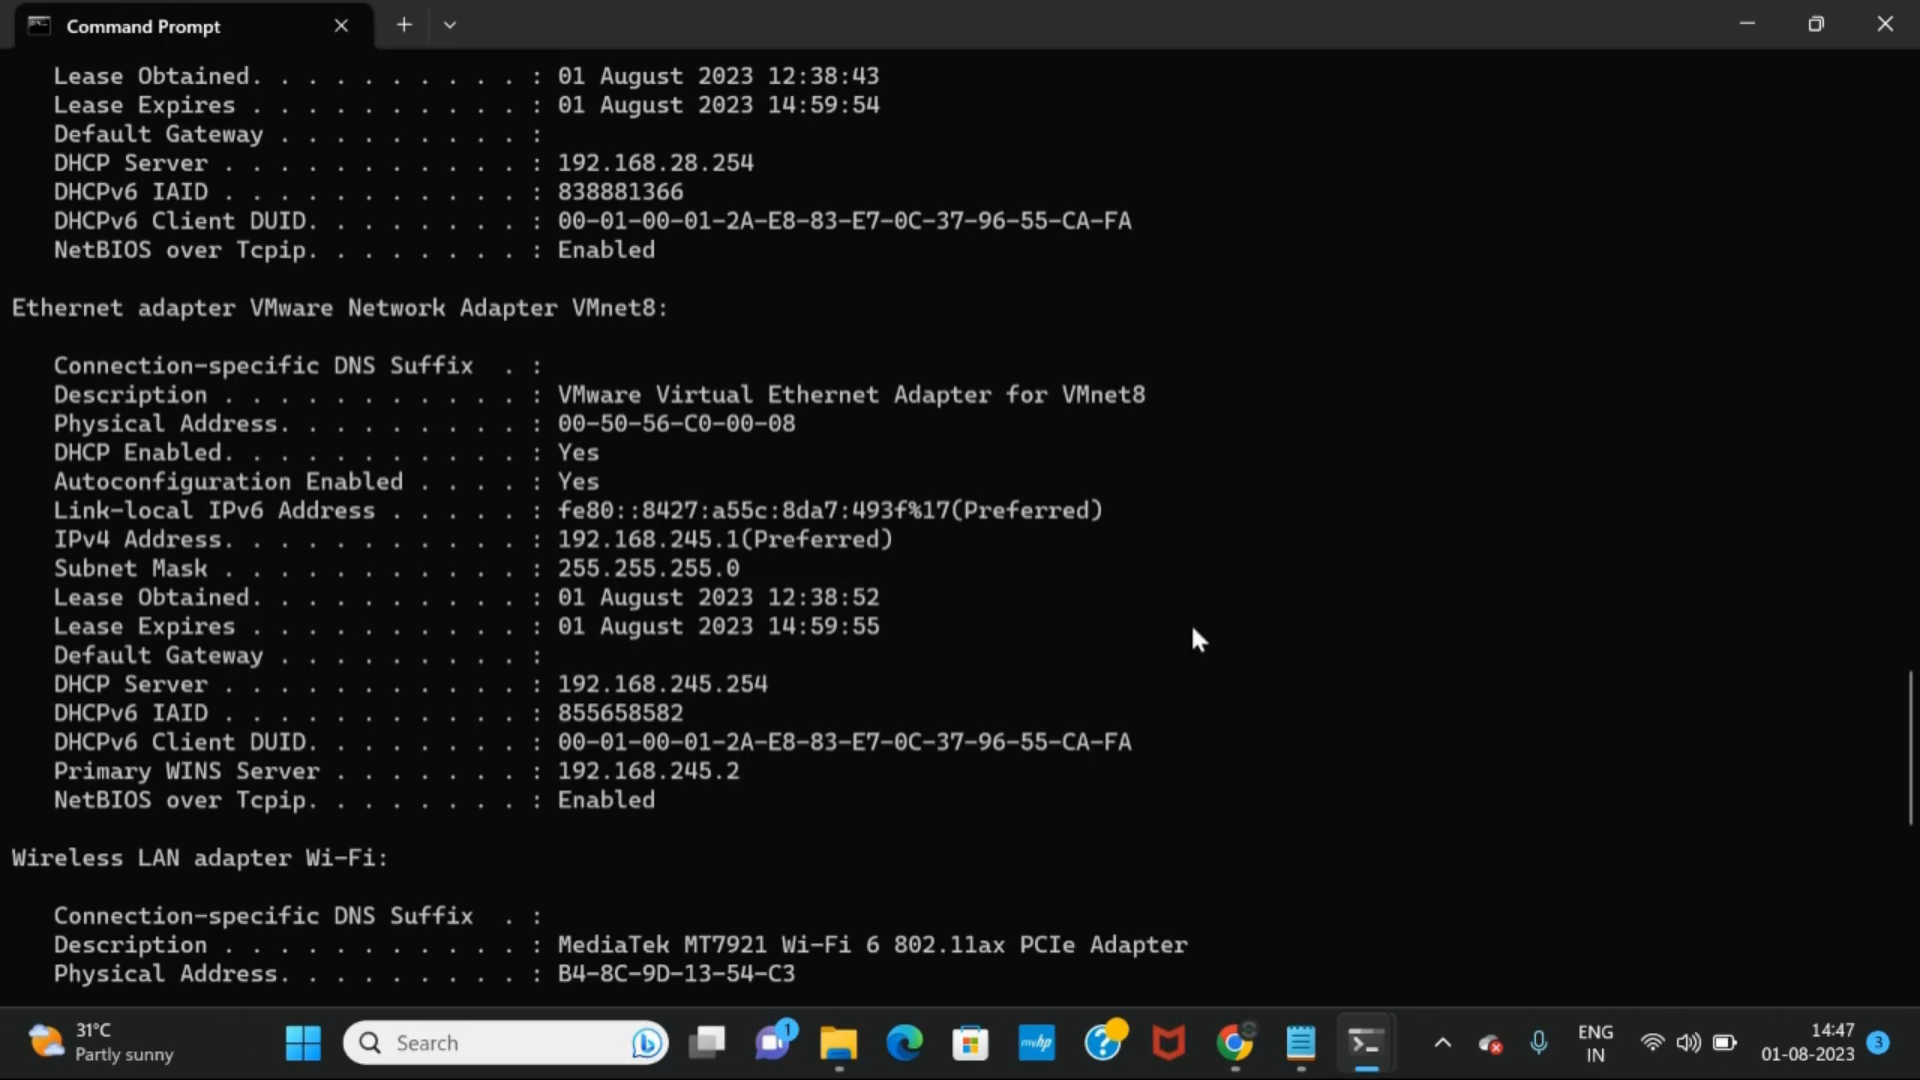 Command Prompt
Lease Obtained. . . . . . . . . . : 01 August 2023 12:38:43
Lease Expires . . . . . . . . . . : 01 August 2023 14:59:54
Default Gateway . . . . . . . . . :
DHCP Server . . . . . . . . . . . : 192.168.28.254
DHCPv6 IAID . . . . . . . . . . . : 838881366
DHCPv6 Client DUID. . . . . . . . : 00-01-00-01-2A-E8-83-E7-0C-37-96-55-CA-FA
NetBIOS over Tcpip. . . . . . . . : Enabled
Ethernet adapter VMware Network Adapter VMnet8:
Connection-specific DNS Suffix  . :
Description . . . . . . . . . . . : VMware Virtual Ethernet Adapter for VMnet8
Physical Address. . . . . . . . . : 00-50-56-C0-00-08
DHCP Enabled. . . . . . . . . . . : Yes
Autoconfiguration Enabled . . . . : Yes
Link-local IPv6 Address . . . . . : fe80::8427:a55c:8da7:493f%17(Preferred)
IPv4 Address. . . . . . . . . . . : 192.168.245.1(Preferred)
Subnet Mask . . . . . . . . . . . : 255.255.255.0
Lease Obtained. . . . . . . . . . : 01 August 2023 12:38:52
Lease Expires . . . . . . . . . . : 01 August 2023 14:59:55
Default Gateway . . . . . . . . . :
DHCP Server . . . . . . . . . . . : 192.168.245.254
DHCPv6 IAID . . . . . . . . . . . : 855658582
DHCPv6 Client DUID. . . . . . . . : 00-01-00-01-2A-E8-83-E7-0C-37-96-55-CA-FA
Primary WINS Server . . . . . . . : 192.168.245.2
NetBIOS over Tcpip. . . . . . . . : Enabled
Wireless LAN adapter Wi-Fi:
Connection-specific DNS Suffix  . :
Description . . . . . . . . . . . : MediaTek MT7921 Wi-Fi 6 802.11ax PCIe Adapter
Physical Address. . . . . . . . . : B4-8C-9D-13-54-C3
31°C
Partly sunny
Search
1
myhp
ENG
IN
14:47
01-08-2023
3